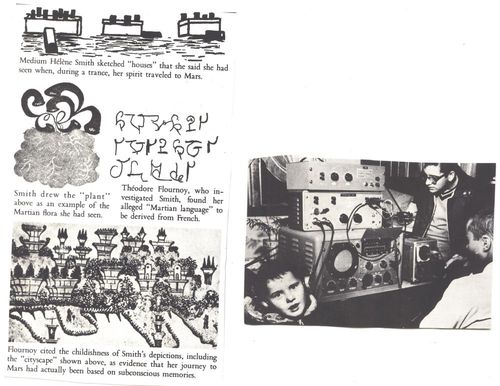 Medium Hélène Smith sketched "houses" that she said she had
seen when, during a trance, her spirit traveled to Mars.
Smith drew the "plant"
above as an example of the
Martian flora she had seen.
Théodore Flournoy, who in-
vestigated Smith, found her
alleged "Martian language" to
be derived from French.
Flournoy cited the childishness of Smith's depictions, including
the "cityscape" shown above, as evidence that her journey to
Mars had actually been based on subconscious memories.